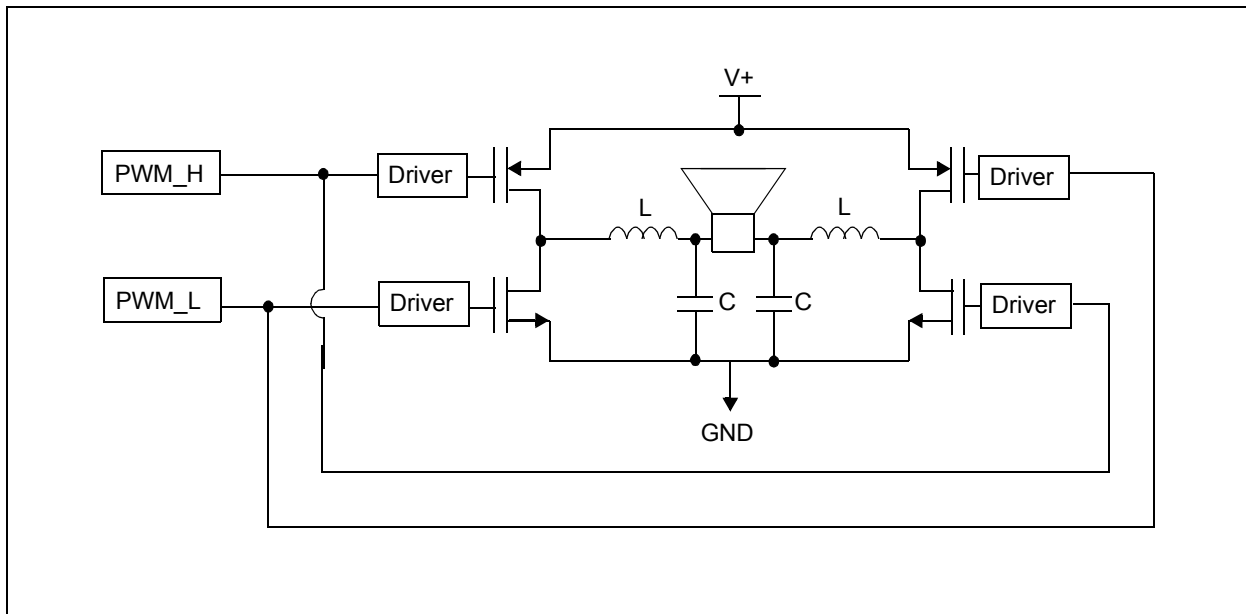 V+
PWM_H
Driver
Driver
L
L
PWM_L
Driver
C
C
Driver
GND